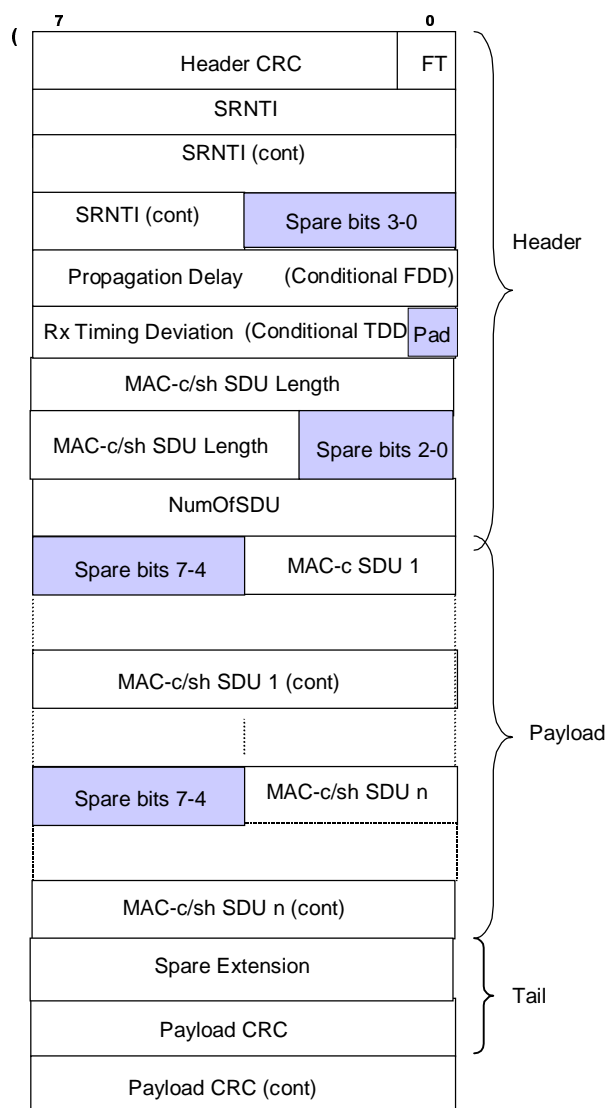 7 0
(
Header CRC FT
SRNTI
SRNTI (cont)
SRNTI (cont) Spare bits 3-0
Propagation Delay (Conditional FDD)
Rx Timing Deviation (Conditional TDD Pad
MAC-c/sh SDU Length
MAC-c/sh SDU Length Spare bits 2-0
NumOfSDU
Header
Spare bits 7-4 MAC-c SDU 1
MAC-c/sh SDU 1 (cont)
Spare bits 7-4 MAC-c/sh SDU n
MAC-c/sh SDU n (cont)
Payload
Spare Extension
Payload CRC
Tail
Payload CRC (cont)